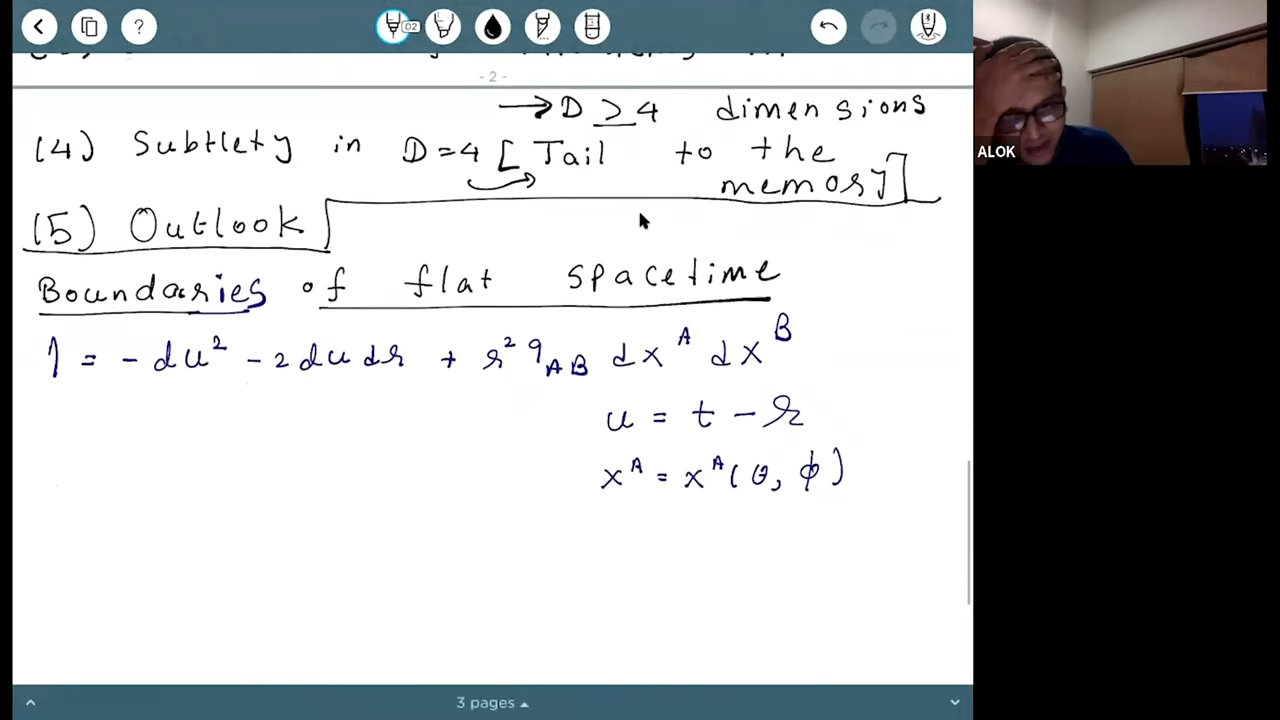 - 2 -
→ D ≥ 4 dimensions
(4) Subtlety in D = 4 [ Tail to the memory ]
(5) Outlook
Boundaries of flat spacetime
η = - du² - 2 du dr + r² q_AB dx^A dx^B
u = t - r
x^A = x^A (θ, φ)
ALOK
3 pages